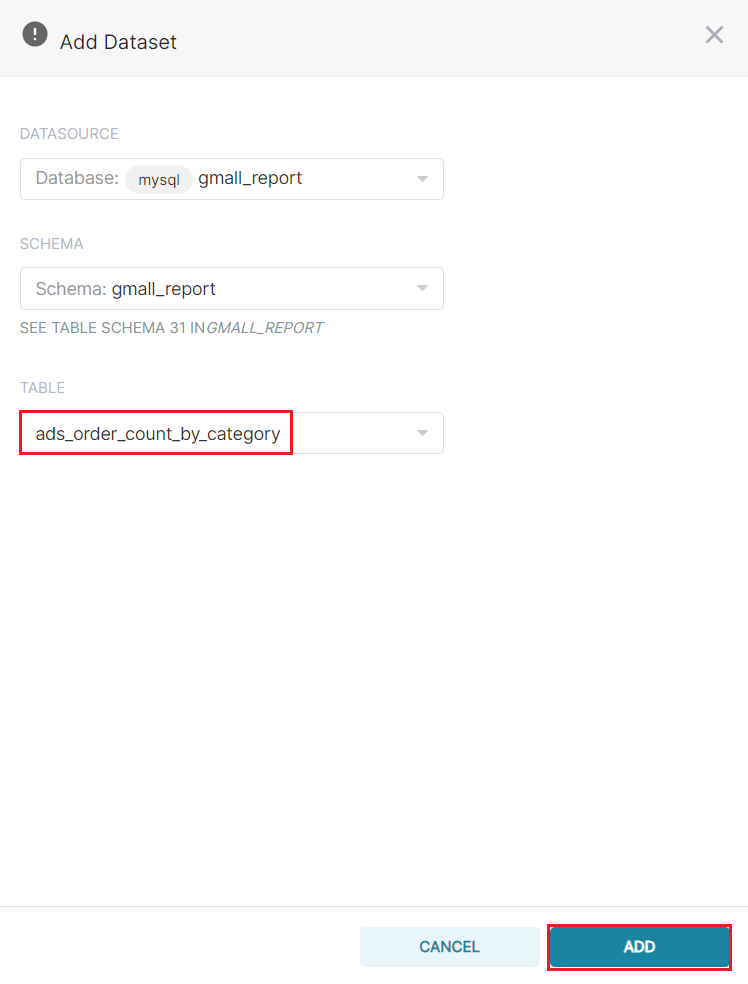 !
Add Dataset
DATASOURCE
Database: mysql gmall_report
SCHEMA
Schema: gmall_report
SEE TABLE SCHEMA 31 INGMALL_REPORT
TABLE
ads_order_count_by_category
CANCEL ADD